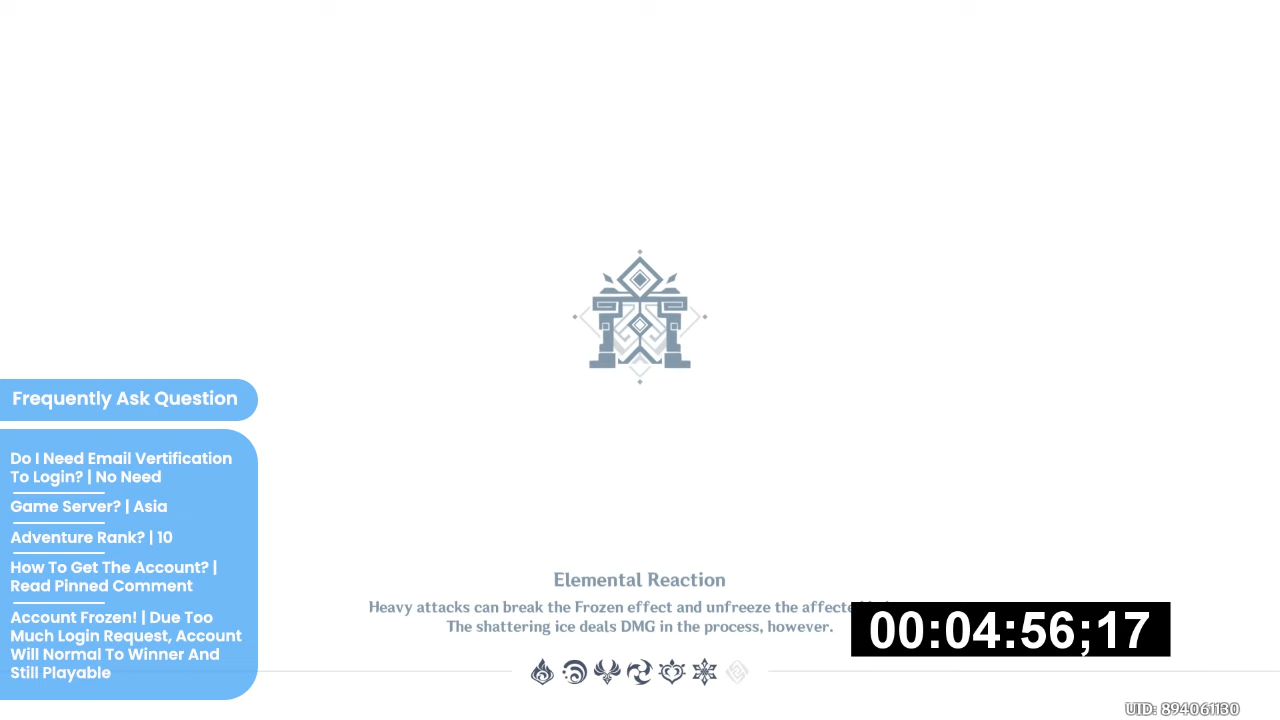 Frequently Ask Question
Do I Need Email Vertification
To Login? | No Need
Game Server? | Asia
Adventure Rank? | 10
How To Get The Account? |
Read Pinned Comment
Account Frozen! | Due Too
Much Login Request, Account
Will Normal To Winner And
Still Playable
Elemental Reaction
Heavy attacks can break the Frozen effect and unfreeze the
The shattering ice deals DMG in the process, however.
00:04:56;17
UID: 894061130